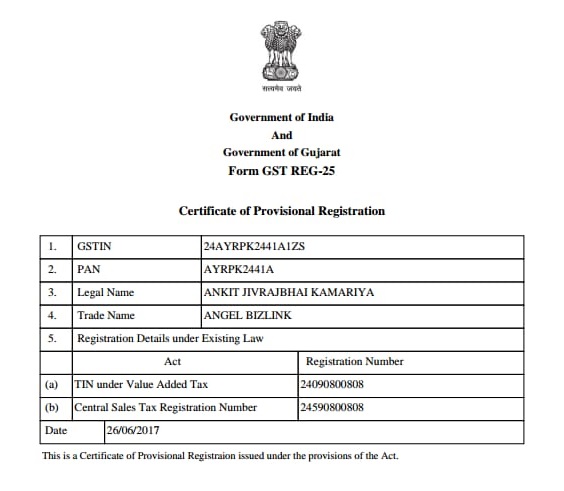 सत्यमेव जयते
Government of India
And
Government of Gujarat
Form GST REG-25
Certificate of Provisional Registration
1. GSTIN 24AYRPK2441A1ZS
2. PAN AYRPK2441A
3. Legal Name ANKIT JIVRAJBHAI KAMARIYA
4. Trade Name ANGEL BIZLINK
5. Registration Details under Existing Law
Act Registration Number
(a) TIN under Value Added Tax 24090800808
(b) Central Sales Tax Registration Number 24590800808
Date 26/06/2017
This is a Certificate of Provisional Registraion issued under the provisions of the Act.